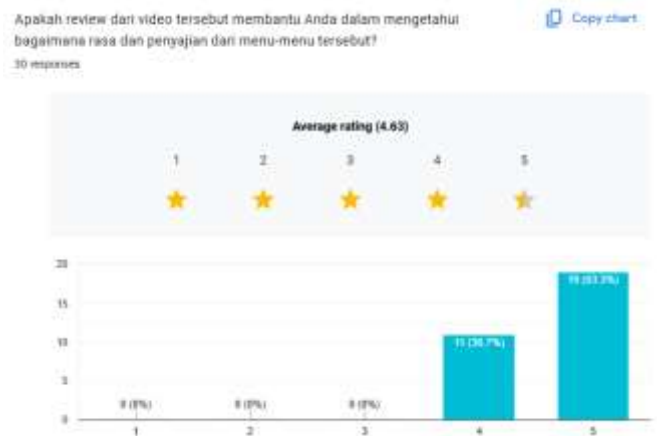 Apakah review dari video tersebut membantu Anda dalam mengetahui
Copy chart
bagaimana rasa dan penyajian dari menu-menu tersebut?
30 responses
Average rating (4.63)
1 2 3 4 5
20
15
10
5
0
0 (0%) 0 (0%) 0 (0%) 11 (36.7%) 19 (63.3%)
1 2 3 4 5